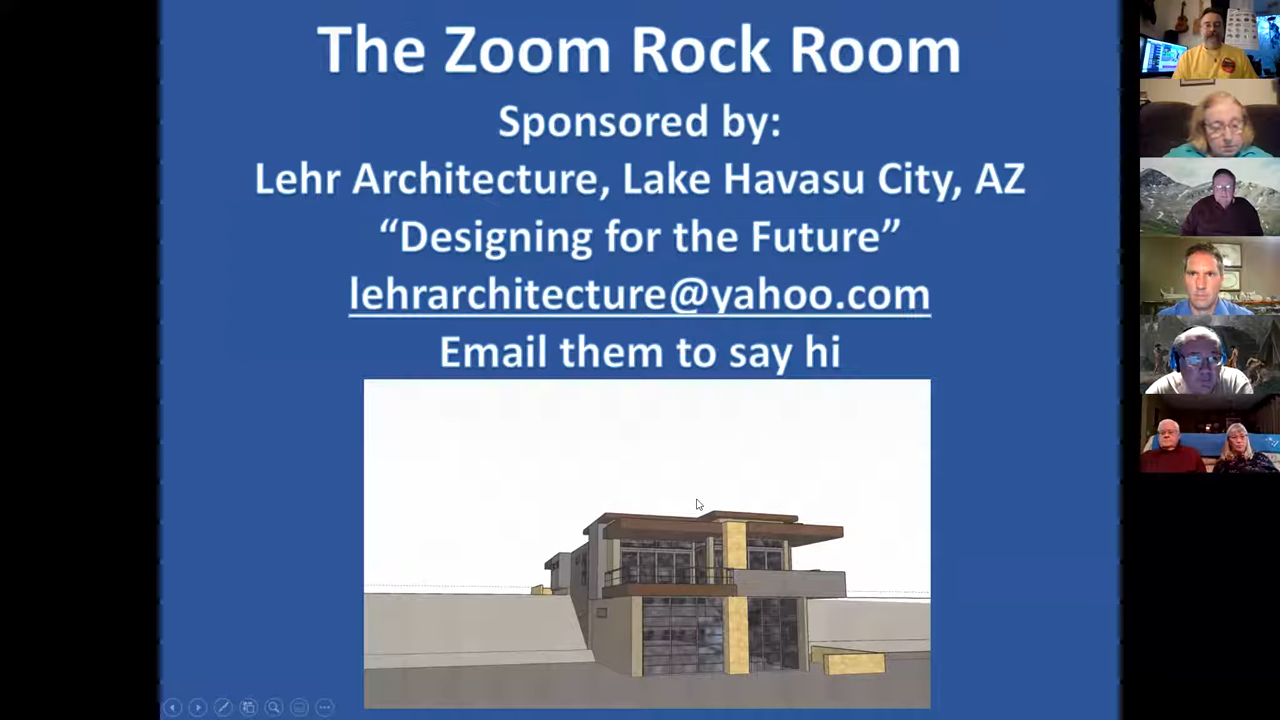 The Zoom Rock Room
Sponsored by:
Lehr Architecture, Lake Havasu City, AZ
“Designing for the Future”
lehrarchitecture@yahoo.com
Email them to say hi